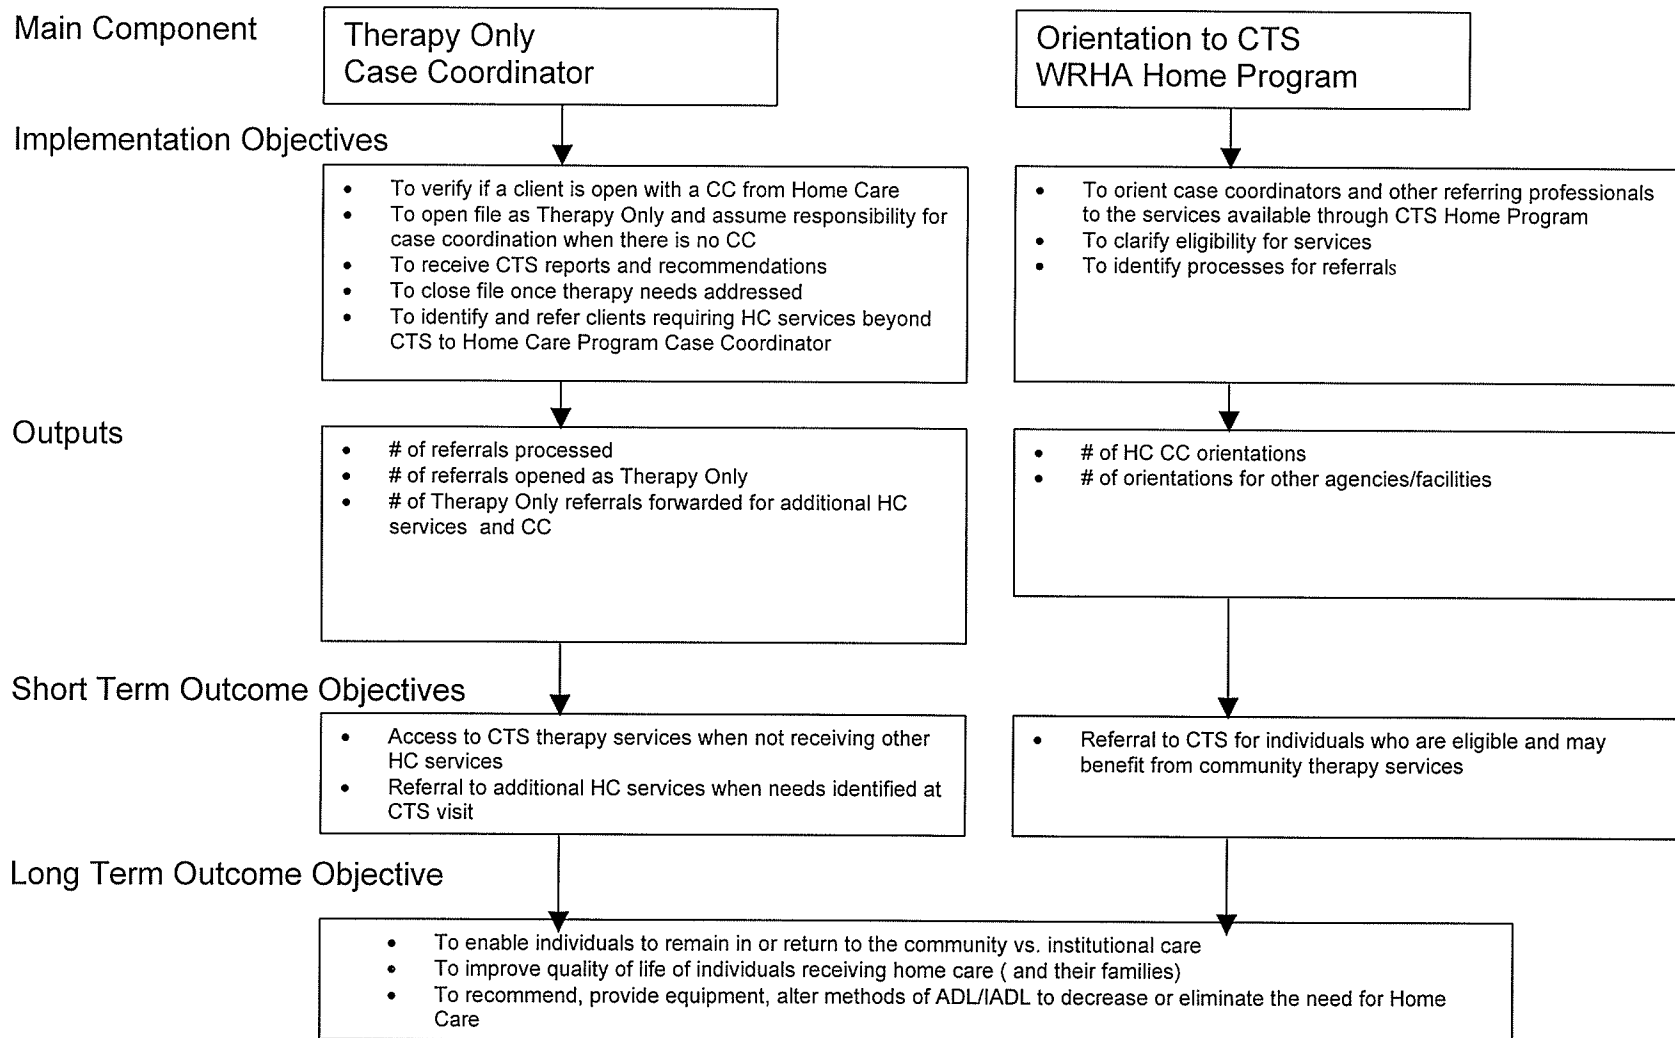 Main Component
Therapy Only
Case Coordinator
Orientation to CTS
WRHA Home Program
Implementation Objectives
• To verify if a client is open with a CC from Home Care
• To open file as Therapy Only and assume responsibility for
case coordination when there is no CC
• To receive CTS reports and recommendations
• To close file once therapy needs addressed
• To identify and refer clients requiring HC services beyond
CTS to Home Care Program Case Coordinator
• To orient case coordinators and other referring professionals
to the services available through CTS Home Program
• To clarify eligibility for services
• To identify processes for referrals
Outputs
• # of referrals processed
• # of referrals opened as Therapy Only
• # of Therapy Only referrals forwarded for additional HC
services and CC
• # of HC CC orientations
• # of orientations for other agencies/facilities
Short Term Outcome Objectives
• Access to CTS therapy services when not receiving other
HC services
• Referral to additional HC services when needs identified at
CTS visit
• Referral to CTS for individuals who are eligible and may
benefit from community therapy services
Long Term Outcome Objective
• To enable individuals to remain in or return to the community vs. institutional care
• To improve quality of life of individuals receiving home care ( and their families)
• To recommend, provide equipment, alter methods of ADL/IADL to decrease or eliminate the need for Home
Care